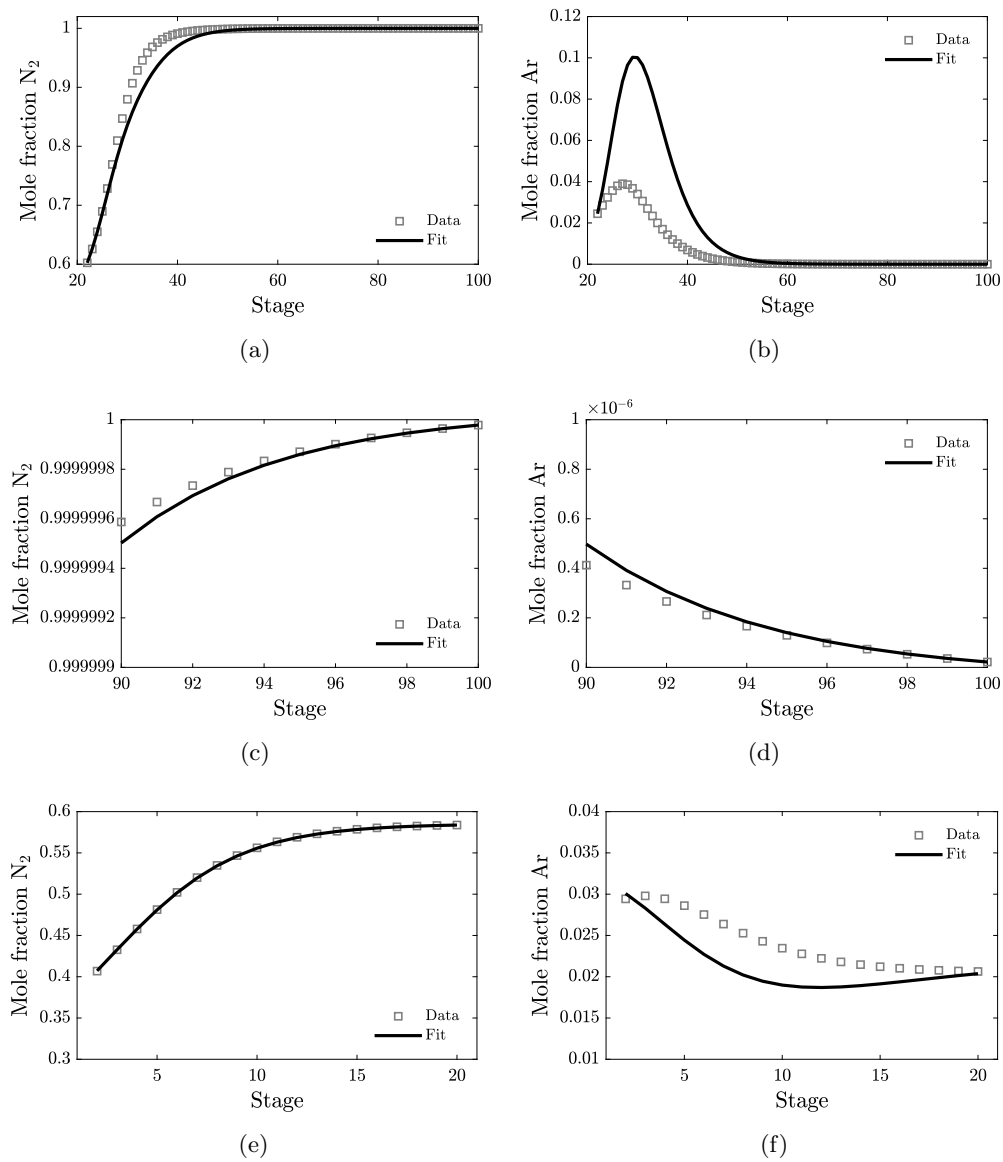 Mole fraction N2
1
0.9
0.8
0.7
0.6
20 40 60 80 100
Stage
Data
Fit
(a)
Mole fraction Ar
0.12
0.1
0.08
0.06
0.04
0.02
0
20 40 60 80 100
Stage
Data
Fit
(b)
Mole fraction N2
1
0.9999998
0.9999996
0.9999994
0.9999992
0.999999
90 92 94 96 98 100
Stage
Data
Fit
(c)
Mole fraction Ar
×10−6
1
0.8
0.6
0.4
0.2
0
90 92 94 96 98 100
Stage
Data
Fit
(d)
Mole fraction N2
0.6
0.55
0.5
0.45
0.4
0.35
0.3
5 10 15 20
Stage
Data
Fit
(e)
Mole fraction Ar
0.04
0.035
0.03
0.025
0.02
0.015
0.01
5 10 15 20
Stage
Data
Fit
(f)